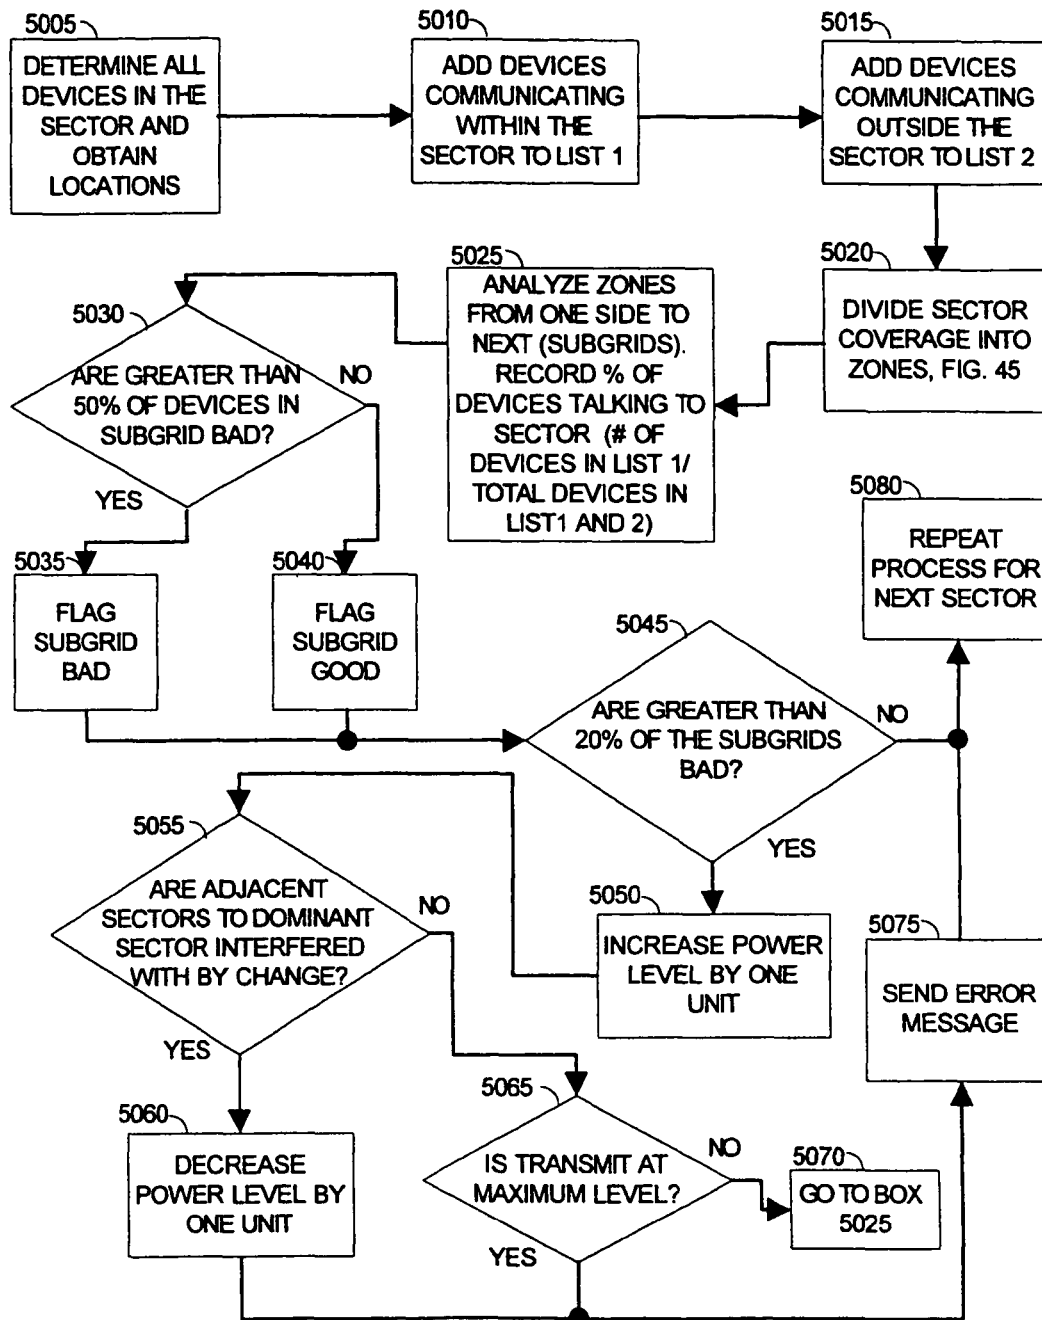 5005
DETERMINE ALL
DEVICES IN THE
SECTOR AND
OBTAIN
LOCATIONS
5010
ADD DEVICES
COMMUNICATING
WITHIN THE
SECTOR TO LIST 1
5015
ADD DEVICES
COMMUNICATING
OUTSIDE THE
SECTOR TO LIST 2
5020
DIVIDE SECTOR
COVERAGE INTO
ZONES, FIG. 45
5025
ANALYZE ZONES
FROM ONE SIDE TO
NEXT (SUBGRIDS).
RECORD % OF
DEVICES TALKING TO
SECTOR (# OF
DEVICES IN LIST 1/
TOTAL DEVICES IN
LIST1 AND 2)
5030
ARE GREATER THAN
50% OF DEVICES IN
SUBGRID BAD?
NO
YES
5035
FLAG
SUBGRID
BAD
5040
FLAG
SUBGRID
GOOD
5045
ARE GREATER THAN
20% OF THE SUBGRIDS
BAD?
NO
YES
5080
REPEAT
PROCESS FOR
NEXT SECTOR
5050
INCREASE POWER
LEVEL BY ONE
UNIT
5055
ARE ADJACENT
SECTORS TO DOMINANT
SECTOR INTERFERED
WITH BY CHANGE?
NO
YES
5060
DECREASE
POWER LEVEL BY
ONE UNIT
5065
IS TRANSMIT AT
MAXIMUM LEVEL?
NO
YES
5070
GO TO BOX
5025
5075
SEND ERROR
MESSAGE